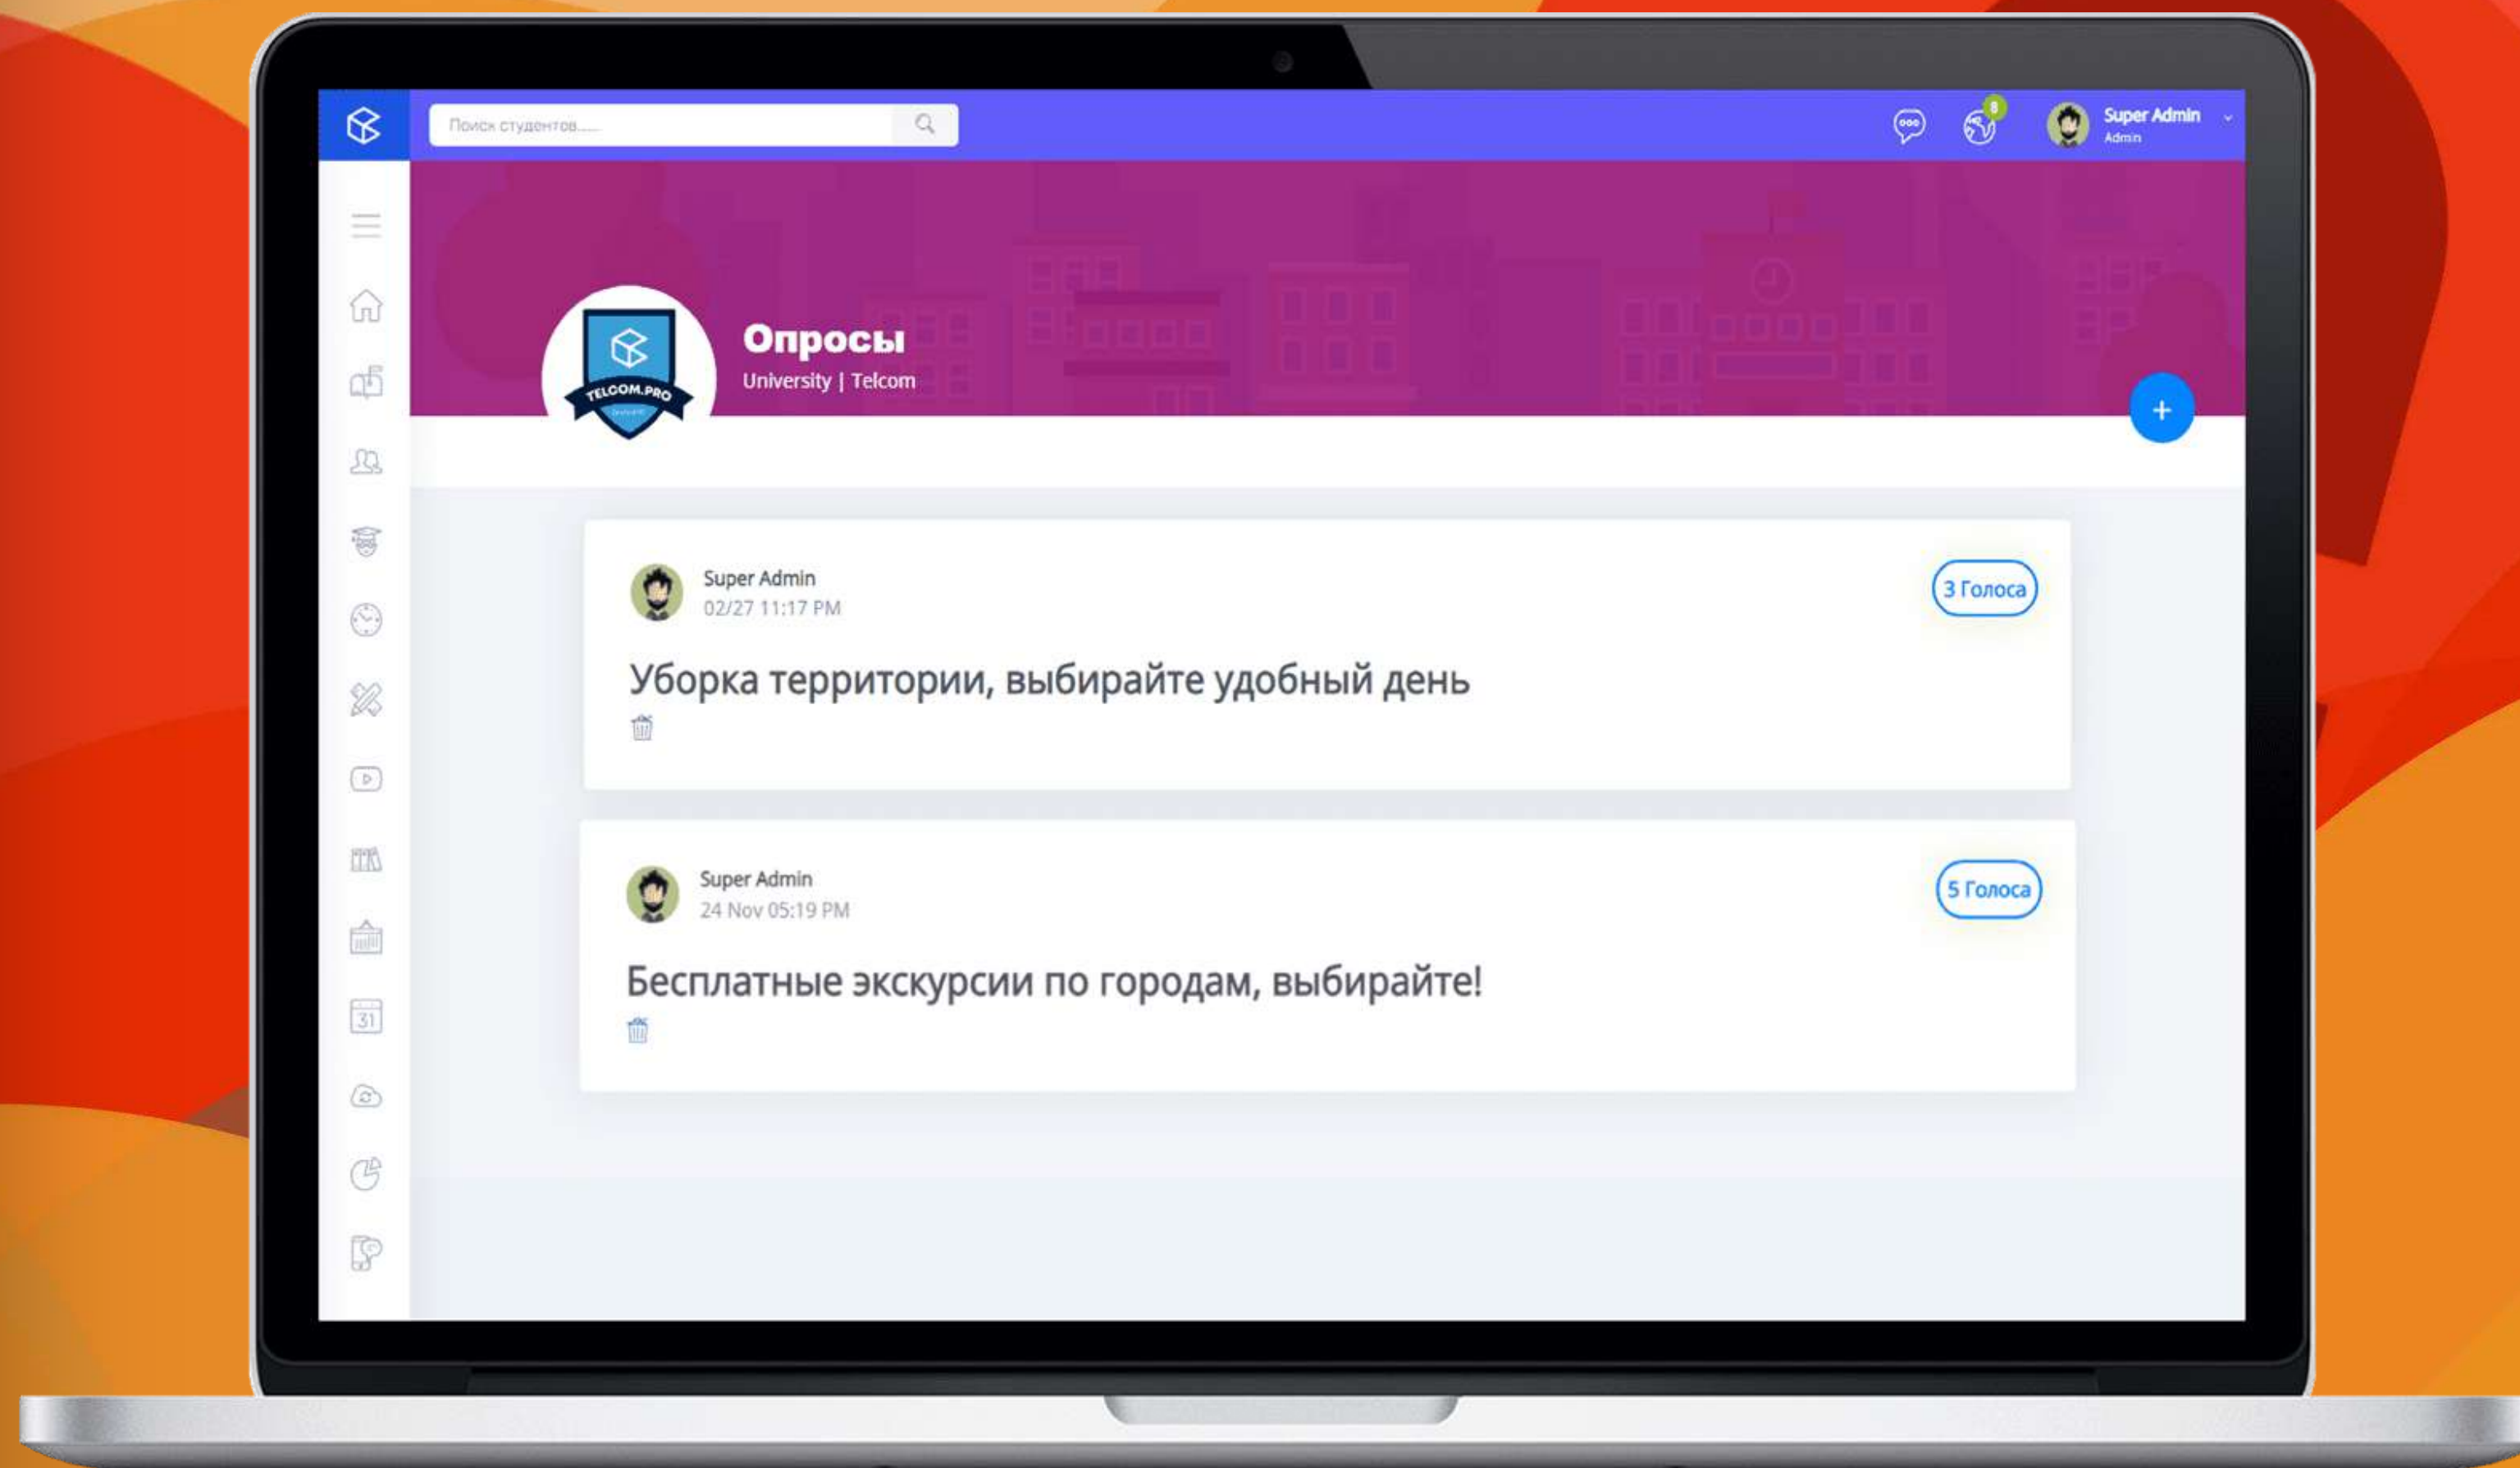 Поиск студентов......
8
Super Admin
Admin
Опросы
University | Telcom
TELCOM.PRO
Super Admin
02/27 11:17 PM
3 Голоса
Уборка территории, выбирайте удобный день
Super Admin
24 Nov 05:19 PM
5 Голоса
Бесплатные экскурсии по городам, выбирайте!
31